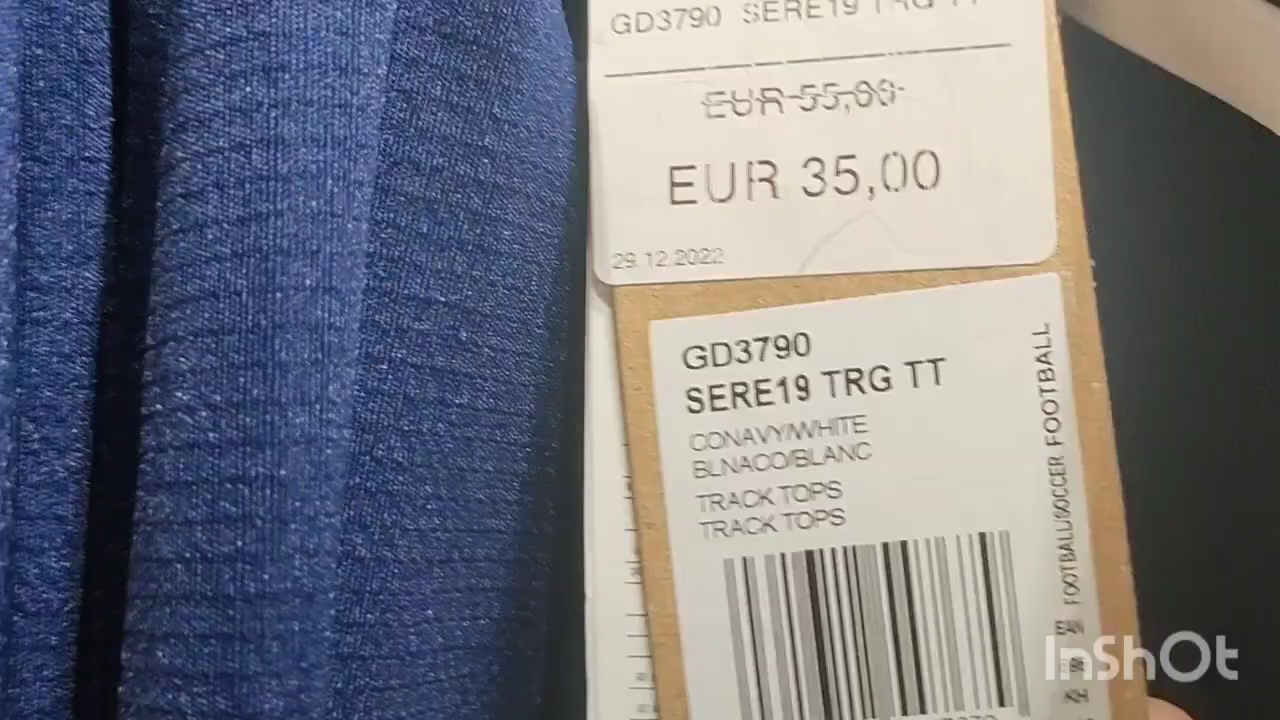 GD3790 SERE19 TRG TT
EUR 55,00
EUR 35,00
29.12.2022
GD3790
SERE19 TRG TT
CONAVY/WHITE
BLNACO/BLANC
TRACK TOPS
TRACK TOPS
FOOTBALL/SOCCER FOOTBALL
EAN
KH
InShOt